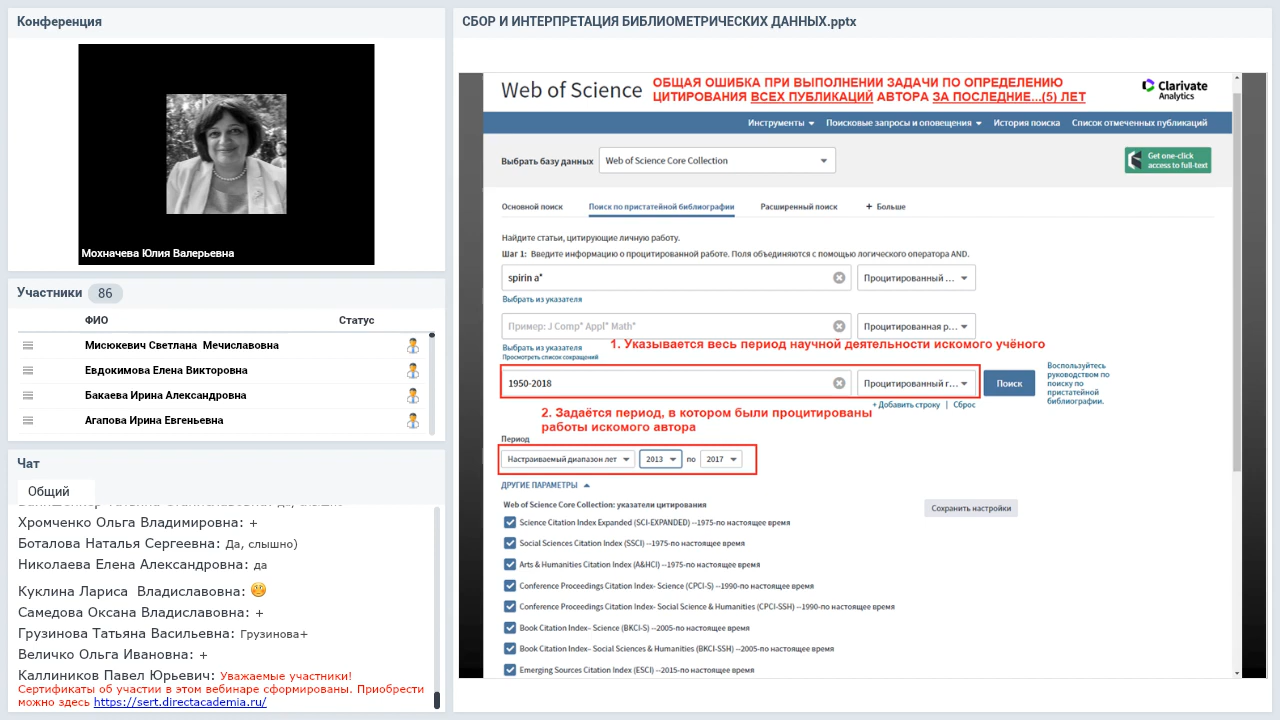 Конференция
Мохначева Юлия Валерьевна
Участники 86
ФИО Статус
Мисюкевич Светлана Мечиславовна
Евдокимова Елена Викторовна
Бакаева Ирина Александровна
Агапова Ирина Евгеньевна
Чат
Общий
Хромченко Ольга Владимировна: +
Боталова Наталья Сергеевна: Да, слышно)
Николаева Елена Александровна: да
Куклина Лариса Владиславовна:
Самедова Оксана Владиславовна: +
Грузинова Татьяна Васильевна: Грузинова+
Величко Ольга Ивановна: +
Калмников Павел Юрьевич: Уважаемые участники!
Сертификаты об участии в этом вебинаре сформированы. Приобрести
можно здесь https://sert.directacademia.ru/
СБОР И ИНТЕРПРЕТАЦИЯ БИБЛИОМЕТРИЧЕСКИХ ДАННЫХ.pptx
Web of Science
ОБЩАЯ ОШИБКА ПРИ ВЫПОЛНЕНИИ ЗАДАЧИ ПО ОПРЕДЕЛЕНИЮ
ЦИТИРОВАНИЯ ВСЕХ ПУБЛИКАЦИЙ АВТОРА ЗА ПОСЛЕДНИЕ...(5) ЛЕТ
Clarivate
Analytics
Инструменты Поисковые запросы и оповещения История поиска Список отмеченных публикаций
Выбрать базу данных Web of Science Core Collection
Get one-click
access to full-text
Основной поиск Поиск по пристатейной библиографии Расширенный поиск + Больше
Найдите статьи, цитирующие личную работу.
Шаг 1: Введите информацию о процитированной работе. Поля объединяются с помощью логического оператора AND.
spirin a* Процитированный ...
Выбрать из указателя
Пример: J Comp* Appl* Math* Процитированная р...
Выбрать из указателя
Просмотреть список сокращений
1. Указывается весь период научной деятельности искомого учёного
1950-2018 Процитированный г... Поиск
Воспользуйтесь
руководством по
поиску по
пристатейной
библиографии.
+ Добавить строку | Сброс
2. Задаётся период, в котором были процитированы
работы искомого автора
Период
Настраиваемый диапазон лет 2013 по 2017
ДРУГИЕ ПАРАМЕТРЫ
Web of Science Core Collection: указатели цитирования
Сохранить настройки
Science Citation Index Expanded (SCI-EXPANDED) --1975-по настоящее время
Social Sciences Citation Index (SSCI) --1975-по настоящее время
Arts & Humanities Citation Index (A&HCI) --1975-по настоящее время
Conference Proceedings Citation Index- Science (CPCI-S) --1990-по настоящее время
Conference Proceedings Citation Index- Social Science & Humanities (CPCI-SSH) --1990-по настоящее время
Book Citation Index– Science (BKCI-S) --2005-по настоящее время
Book Citation Index– Social Sciences & Humanities (BKCI-SSH) --2005-по настоящее время
Emerging Sources Citation Index (ESCI) --2015-по настоящее время